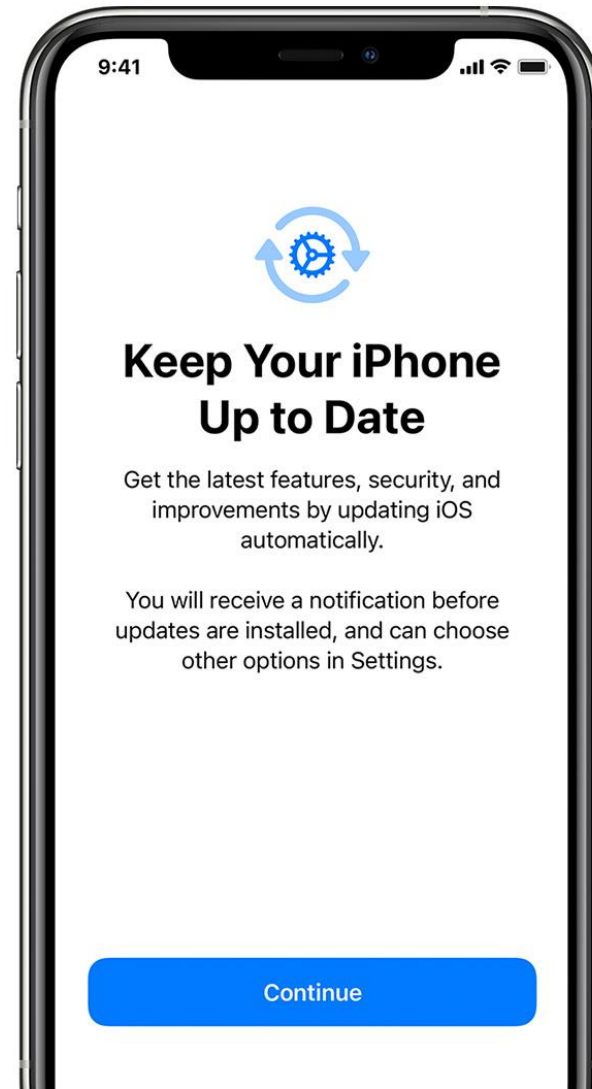 9:41
Keep Your iPhone
Up to Date
Get the latest features, security, and
improvements by updating iOS
automatically.
You will receive a notification before
updates are installed, and can choose
other options in Settings.
Continue